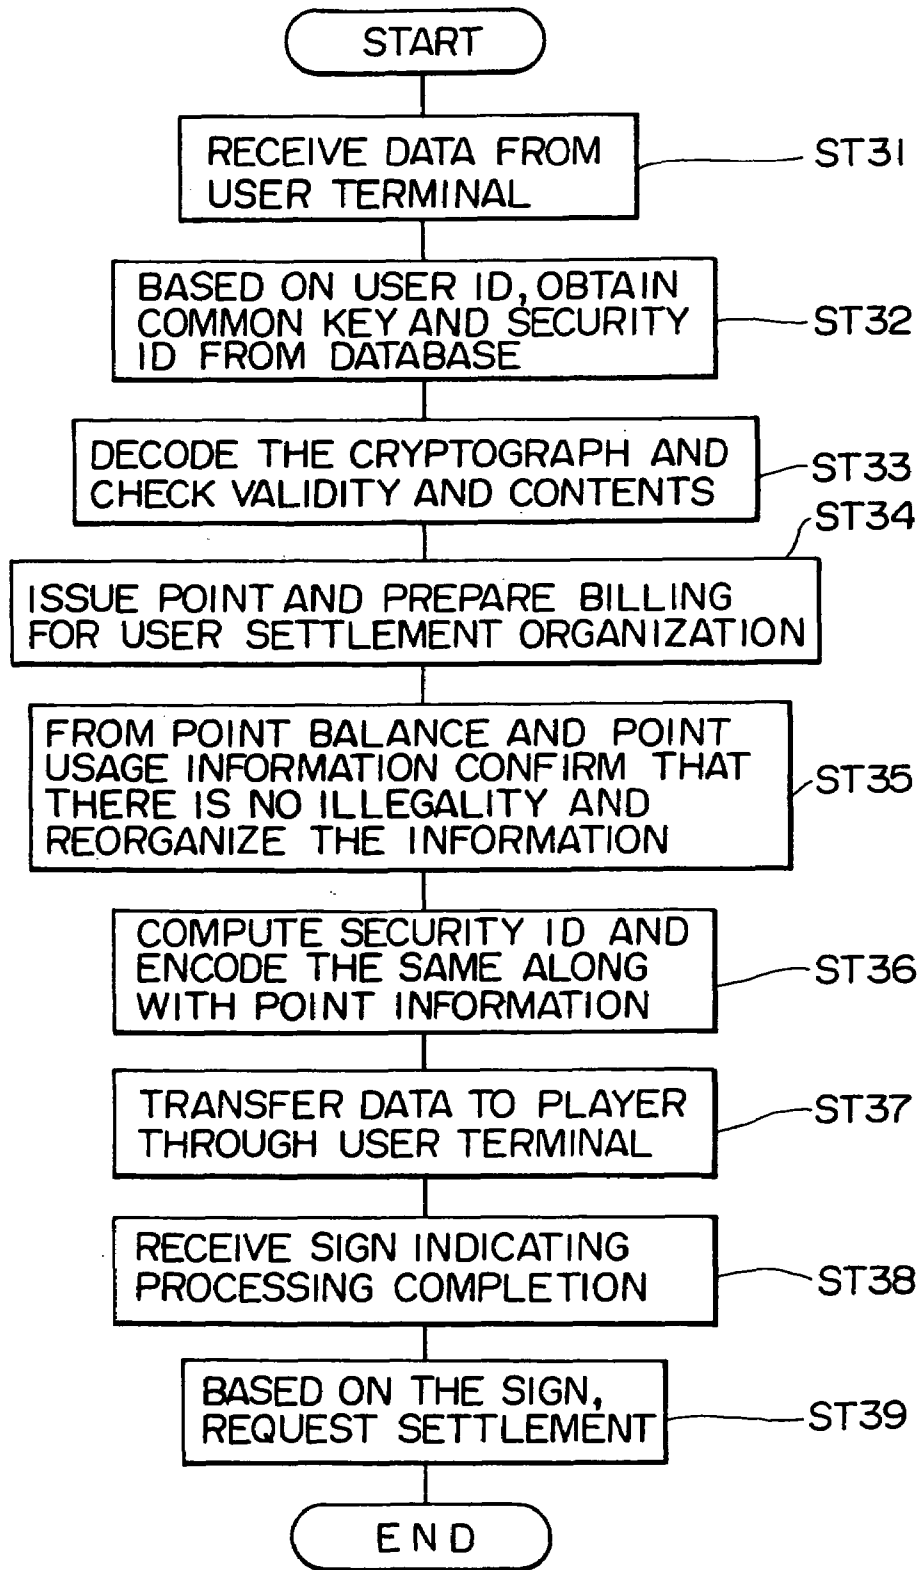 START
RECEIVE DATA FROM
USER TERMINAL
ST31
BASED ON USER ID, OBTAIN
COMMON KEY AND SECURITY
ID FROM DATABASE
ST32
DECODE THE CRYPTOGRAPH AND
CHECK VALIDITY AND CONTENTS
ST33
ST34
ISSUE POINT AND PREPARE BILLING
FOR USER SETTLEMENT ORGANIZATION
FROM POINT BALANCE AND POINT
USAGE INFORMATION CONFIRM THAT
THERE IS NO ILLEGALITY AND
REORGANIZE THE INFORMATION
ST35
COMPUTE SECURITY ID AND
ENCODE THE SAME ALONG
WITH POINT INFORMATION
ST36
TRANSFER DATA TO PLAYER
THROUGH USER TERMINAL
ST37
RECEIVE SIGN INDICATING
PROCESSING COMPLETION
ST38
BASED ON THE SIGN,
REQUEST SETTLEMENT
ST39
END